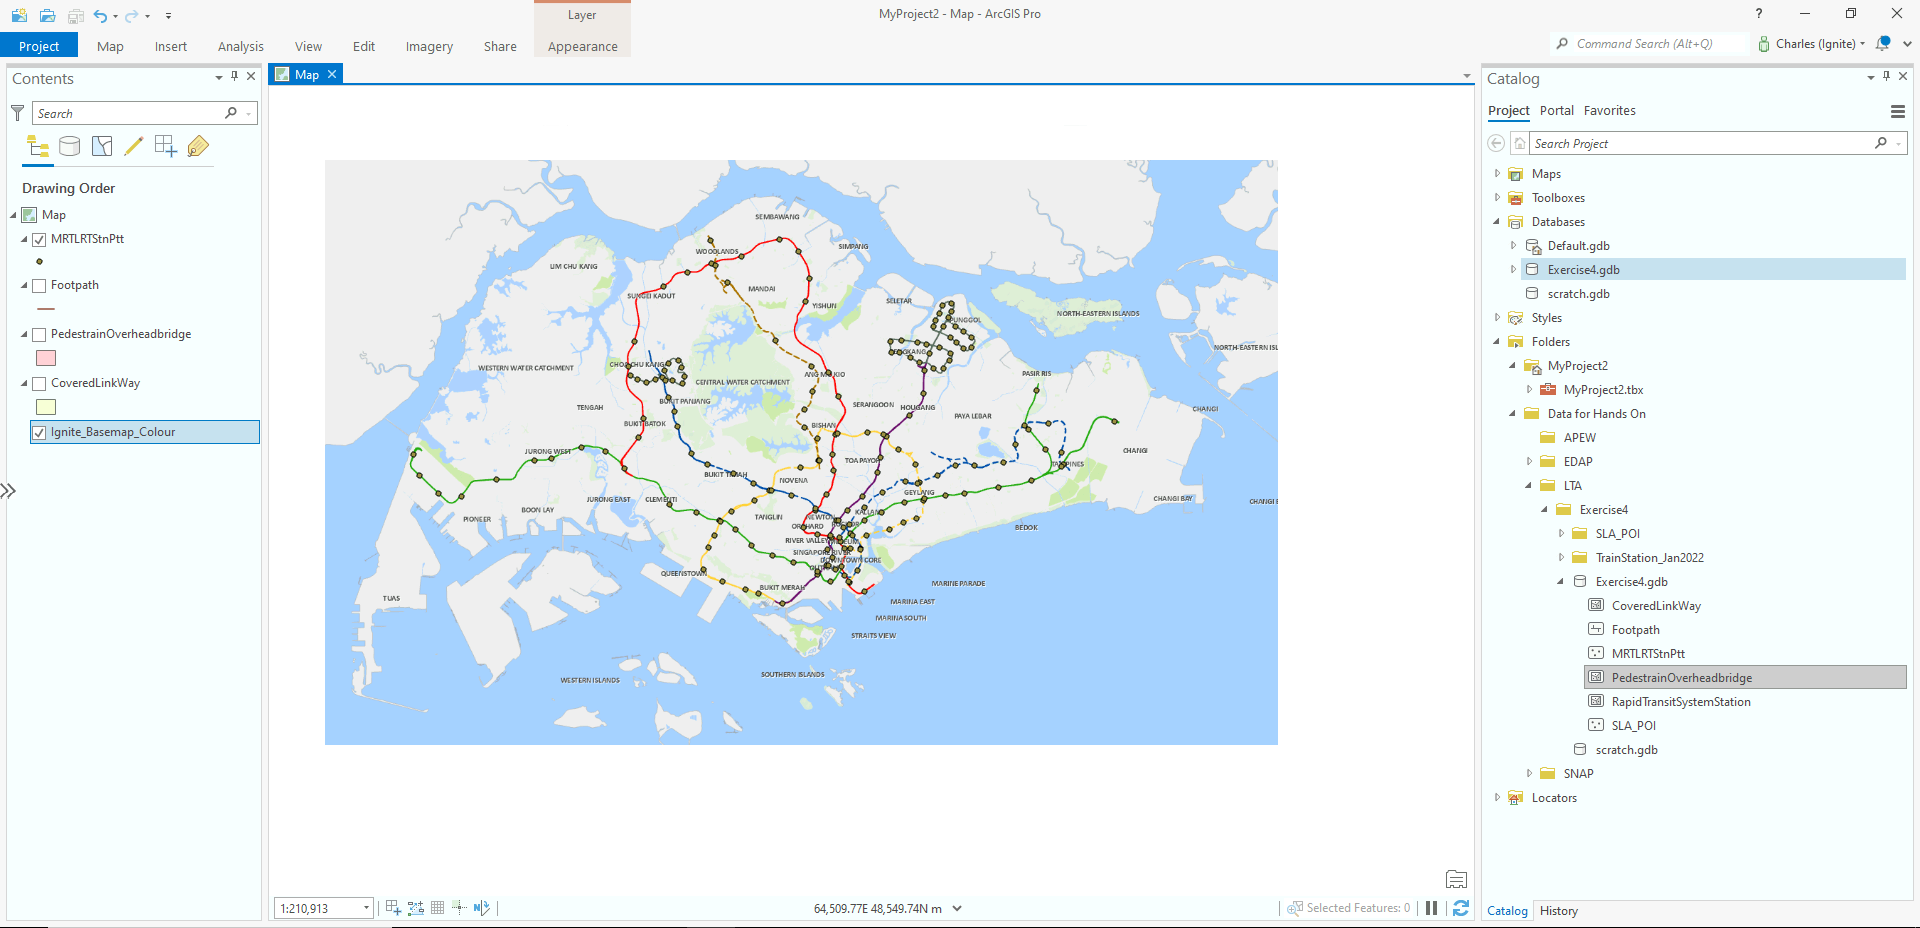 Layer
MyProject2 - Map - ArcGIS Pro
?
Project
Map
Insert
Analysis
View
Edit
Imagery
Share
Appearance
Command Search (Alt+Q)
Charles (Ignite)
Contents
Search
Drawing Order
Map
MRTLRTStnPtt
Footpath
PedestrainOverheadbridge
CoveredLinkWay
Ignite_Basemap_Colour
Map
SEMBAWANG
WOODLANDS
SIMPANG
LIM CHU KANG
MANDAI
SUNGEI KADUT
YISHUN
SELETAR
NORTH-EASTERN ISLANDS
PUNGGOL
NORTH-EASTERN ISL
WESTERN WATER CATCHMENT
CHOA CHU KANG
CENTRAL WATER CATCHMENT
ANG MO KIO
PASIR RIS
TENGAH
BUKIT PANJANG
SERANGOON
HOUGANG
PAYA LEBAR
CHANGI
BUKIT BATOK
BISHAN
JURONG WEST
TOA PAYOH
TAMPINES
CHANGI
BUKIT TIMAH
NOVENA
GEYLANG
JURONG EAST
CLEMENTI
CHANGI BAY
CHANGI E
BOON LAY
PIONEER
TANGLIN
NEWTON
KALLANG
ORCHARD
BEDOK
RIVER VALLEY
MUSEUM
SINGAPORE RIVER
DOWNTOWN CORE
QUEENSTOWN
BUKIT MERAH
MARINE PARADE
TUAS
MARINA EAST
MARINA SOUTH
STRAITS VIEW
SOUTHERN ISLANDS
WESTERN ISLANDS
1:210,913
64,509.77E 48,549.74N m
Selected Features: 0
Catalog
Project
Portal
Favorites
Search Project
Maps
Toolboxes
Databases
Default.gdb
Exercise4.gdb
scratch.gdb
Styles
Folders
MyProject2
MyProject2.tbx
Data for Hands On
APEW
EDAP
LTA
Exercise4
SLA_POI
TrainStation_Jan2022
Exercise4.gdb
CoveredLinkWay
Footpath
MRTLRTStnPtt
PedestrainOverheadbridge
RapidTransitSystemStation
SLA_POI
scratch.gdb
SNAP
Locators
Catalog
History